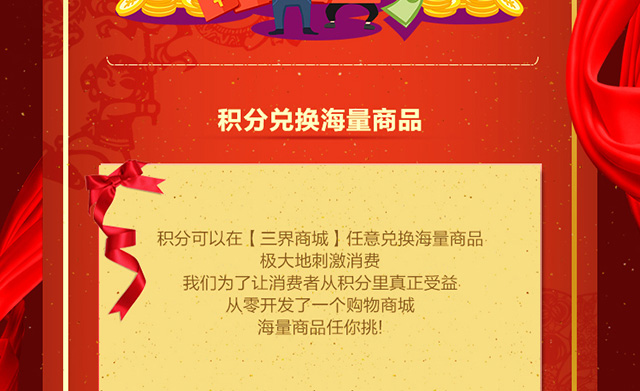 积分兑换海量商品
积分可以在【三界商城】任意兑换海量商品
极大地刺激消费
我们为了让消费者从积分里真正受益
从零开发了一个购物商城
海量商品任你挑!